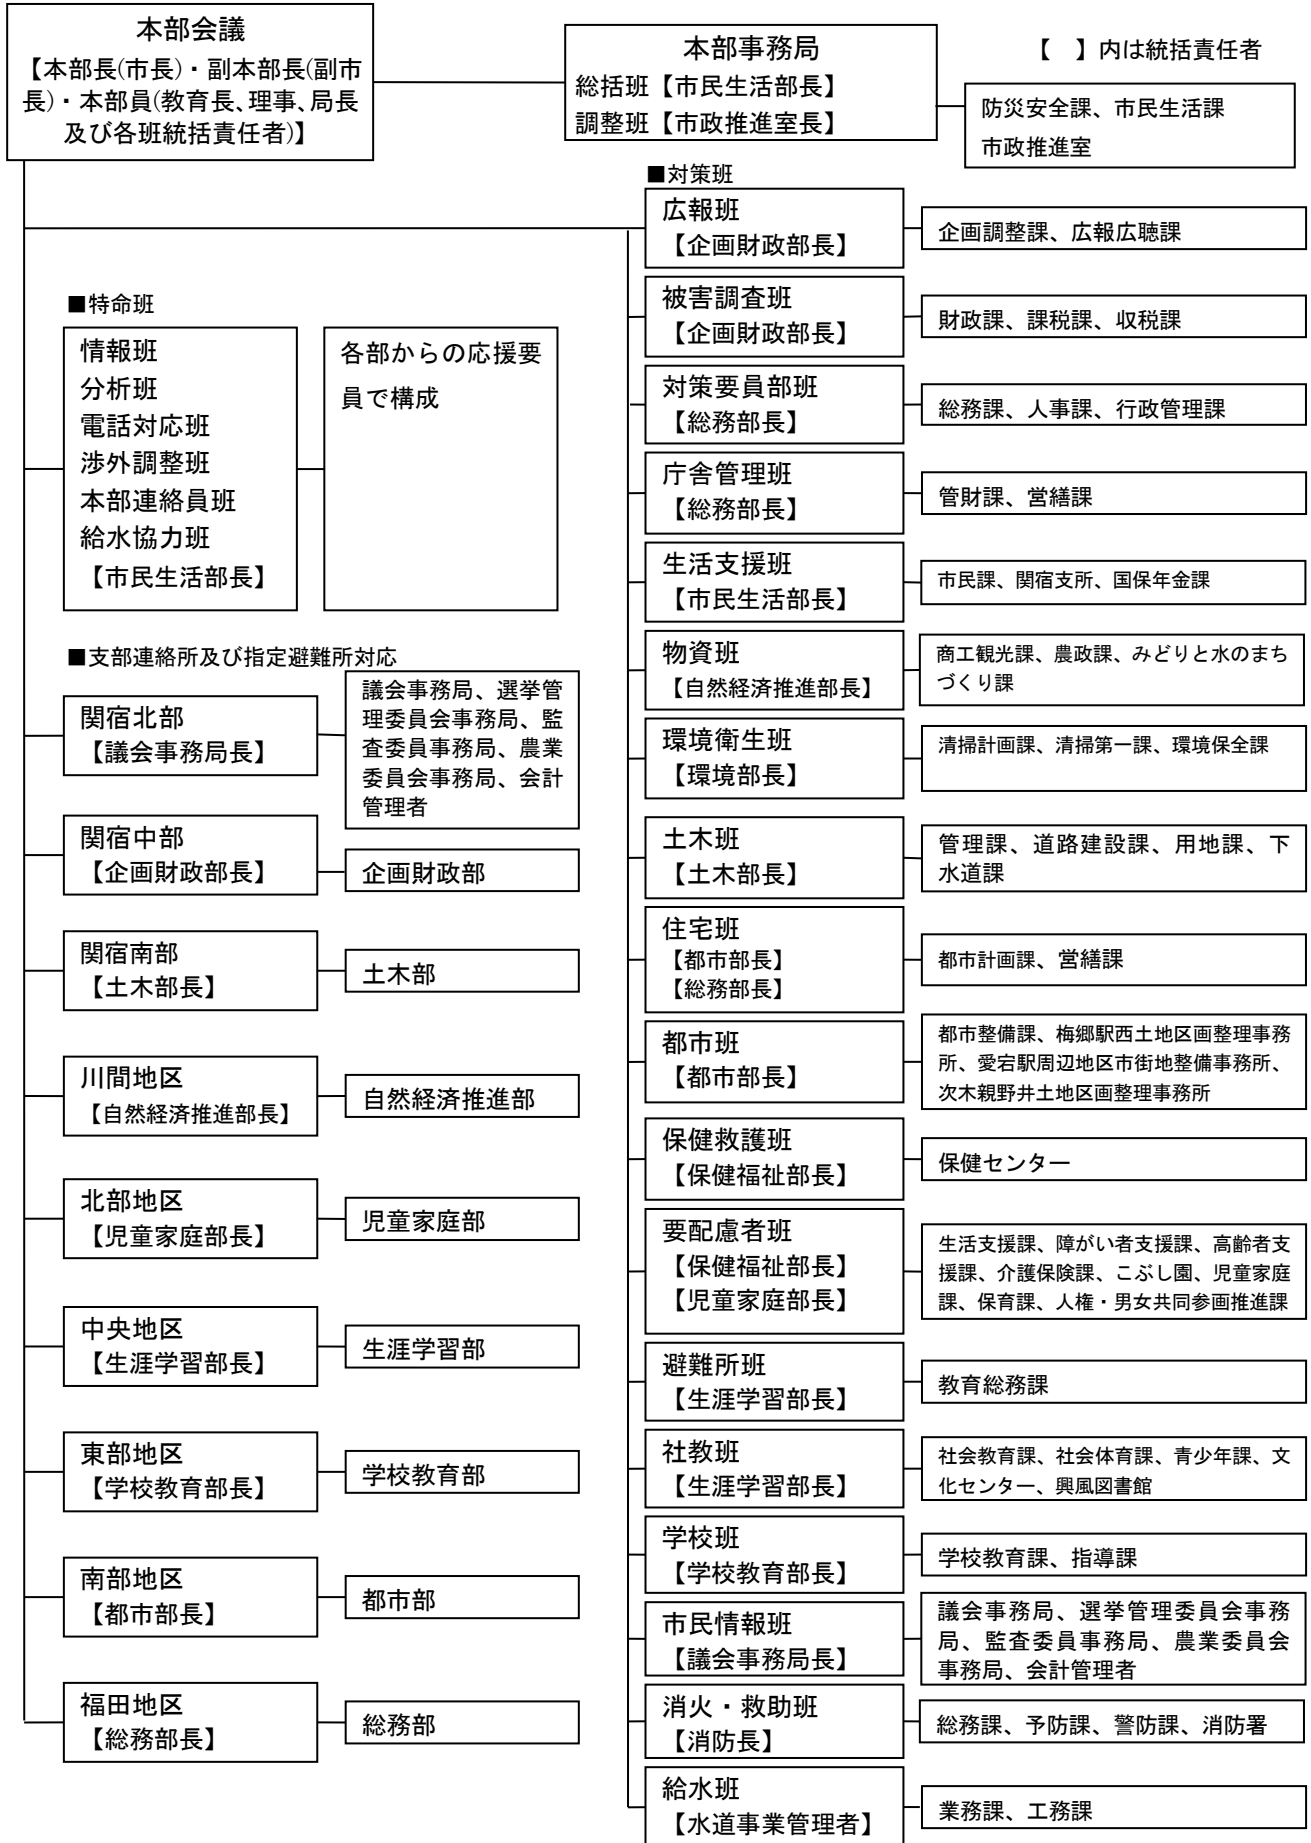 本部会議
【本部長(市長)・副本部長(副市
長)・本部員(教育長、理事、局長
及び各班統括責任者)】
本部事務局
総括班【市民生活部長】
調整班【市政推進室長】
【　】内は統括責任者
防災安全課、市民生活課
市政推進室
■特命班
情報班
分析班
電話対応班
渉外調整班
本部連絡員班
給水協力班
【市民生活部長】
各部からの応援要
員で構成
■支部連絡所及び指定避難所対応
関宿北部
【議会事務局長】
議会事務局、選挙管
理委員会事務局、監
査委員事務局、農業
委員会事務局、会計
管理者
関宿中部
【企画財政部長】
企画財政部
関宿南部
【土木部長】
土木部
川間地区
【自然経済推進部長】
自然経済推進部
北部地区
【児童家庭部長】
児童家庭部
中央地区
【生涯学習部長】
生涯学習部
東部地区
【学校教育部長】
学校教育部
南部地区
【都市部長】
都市部
福田地区
【総務部長】
総務部
■対策班
広報班
【企画財政部長】
企画調整課、広報広聴課
被害調査班
【企画財政部長】
財政課、課税課、収税課
対策要員部班
【総務部長】
総務課、人事課、行政管理課
庁舎管理班
【総務部長】
管財課、営繕課
生活支援班
【市民生活部長】
市民課、関宿支所、国保年金課
物資班
【自然経済推進部長】
商工観光課、農政課、みどりと水のまち
づくり課
環境衛生班
【環境部長】
清掃計画課、清掃第一課、環境保全課
土木班
【土木部長】
管理課、道路建設課、用地課、下
水道課
住宅班
【都市部長】
【総務部長】
都市計画課、営繕課
都市班
【都市部長】
都市整備課、梅郷駅西土地区画整理事務
所、愛宕駅周辺地区市街地整備事務所、
次木親野井土地区画整理事務所
保健救護班
【保健福祉部長】
保健センター
要配慮者班
【保健福祉部長】
【児童家庭部長】
生活支援課、障がい者支援課、高齢者支
援課、介護保険課、こぶし園、児童家庭
課、保育課、人権・男女共同参画推進課
避難所班
【生涯学習部長】
教育総務課
社教班
【生涯学習部長】
社会教育課、社会体育課、青少年課、文
化センター、興風図書館
学校班
【学校教育部長】
学校教育課、指導課
市民情報班
【議会事務局長】
議会事務局、選挙管理委員会事務
局、監査委員事務局、農業委員会
事務局、会計管理者
消火・救助班
【消防長】
総務課、予防課、警防課、消防署
給水班
【水道事業管理者】
業務課、工務課